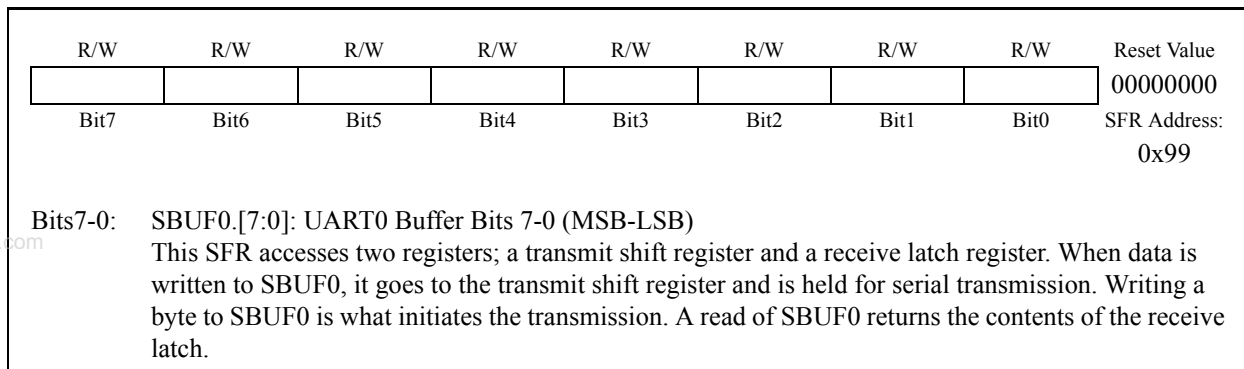 R/W R/W R/W R/W R/W R/W R/W R/W Reset Value
00000000
Bit7 Bit6 Bit5 Bit4 Bit3 Bit2 Bit1 Bit0 SFR Address:
0x99
Bits7-0: SBUF0.[7:0]: UART0 Buffer Bits 7-0 (MSB-LSB)
.com
This SFR accesses two registers; a transmit shift register and a receive latch register. When data is
written to SBUF0, it goes to the transmit shift register and is held for serial transmission. Writing a
byte to SBUF0 is what initiates the transmission. A read of SBUF0 returns the contents of the receive
latch.